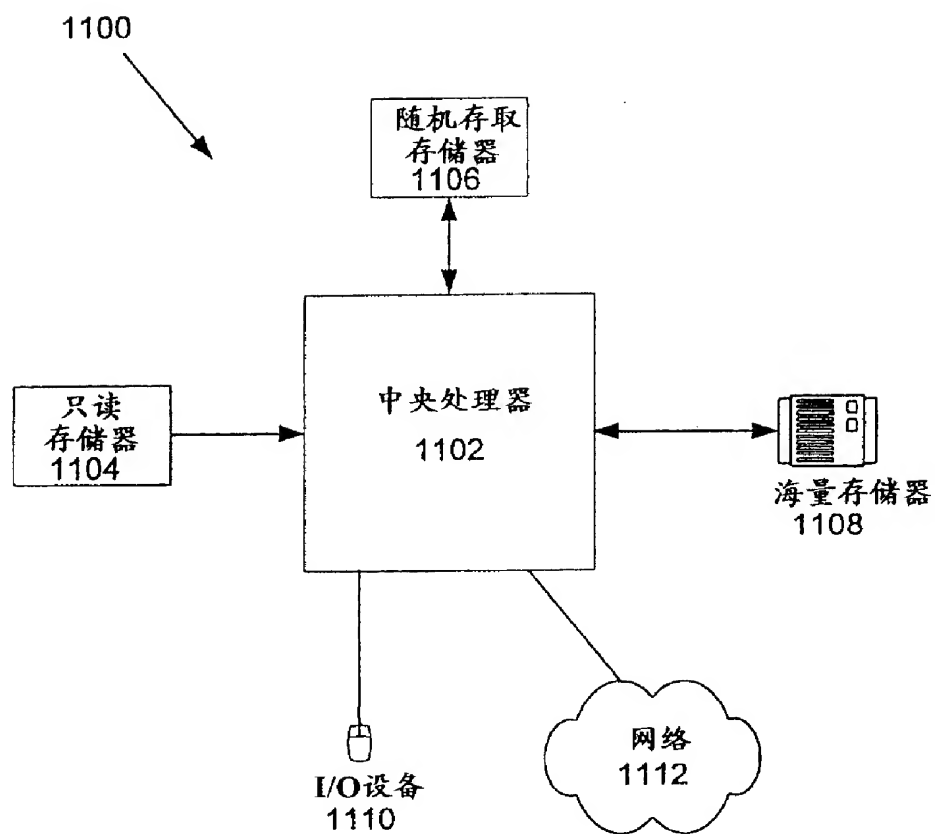 1100
随机存取
存储器
1106
只读
存储器
1104
中央处理器
1102
海量存储器
1108
I/O设备
1110
网络
1112